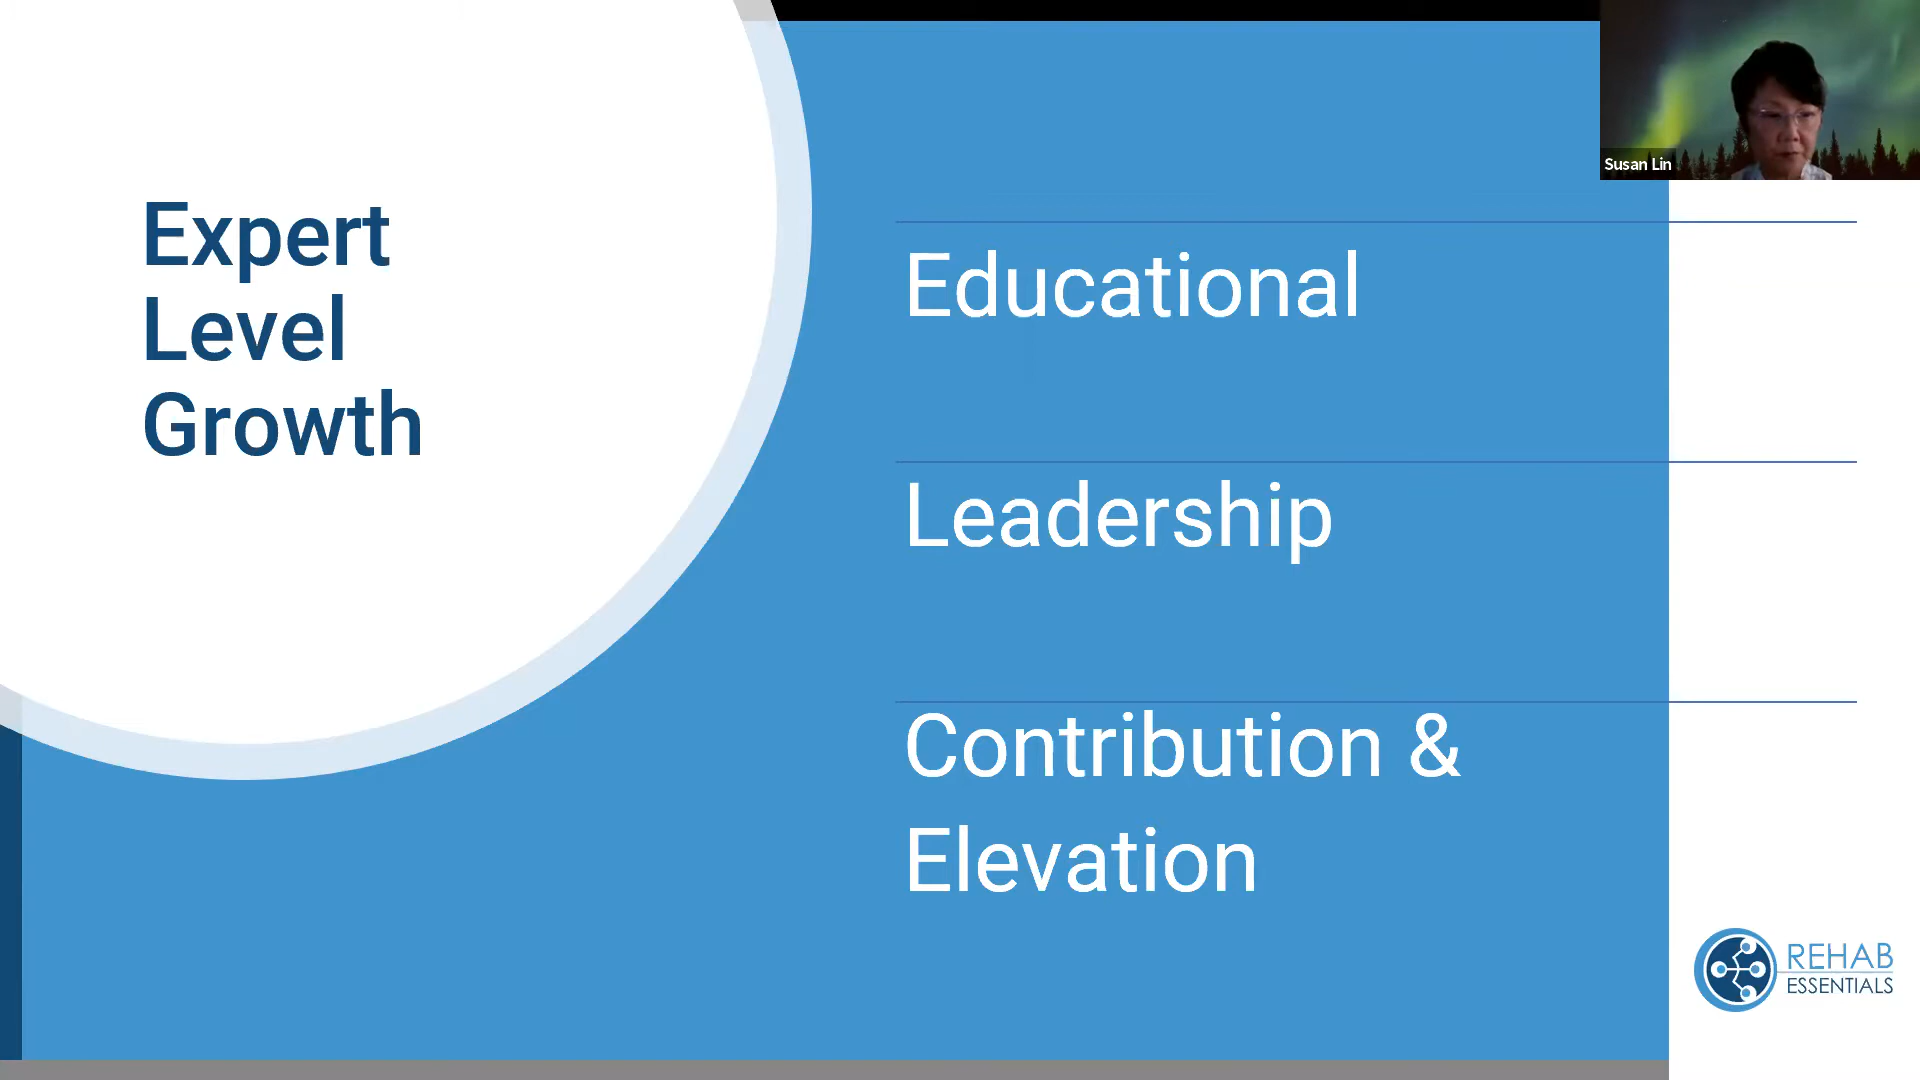 Expert
Level
Growth
Susan Lin
Educational
Leadership
Contribution &
Elevation
REHAB
ESSENTIALS